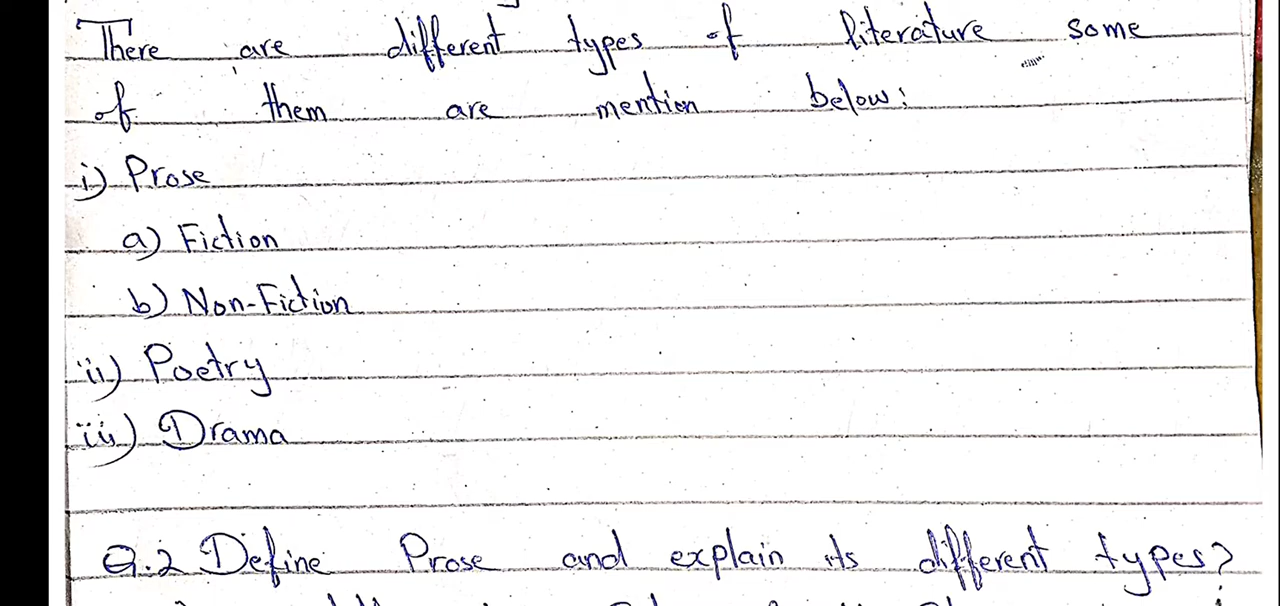 There are different types of literature some
of them are mention below:
i) Prose
a) Fiction
b) Non-Fiction
ii) Poetry
iii) Drama
Q.2 Define Prose and explain its different types?